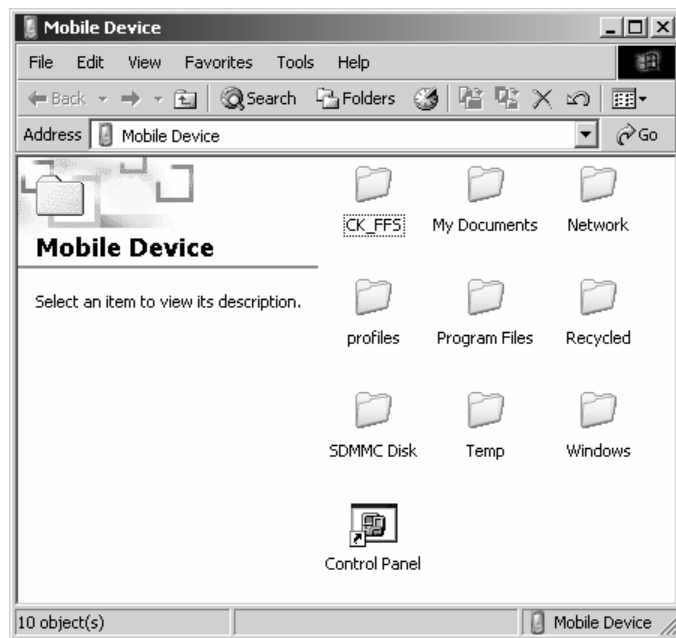 Mobile Device
File Edit View Favorites Tools Help
Back Search Folders
Address Mobile Device Go
CK_FFS My Documents Network
Mobile Device
Select an item to view its description.
profiles Program Files Recycled
SDMMC Disk Temp Windows
Control Panel
10 object(s) Mobile Device